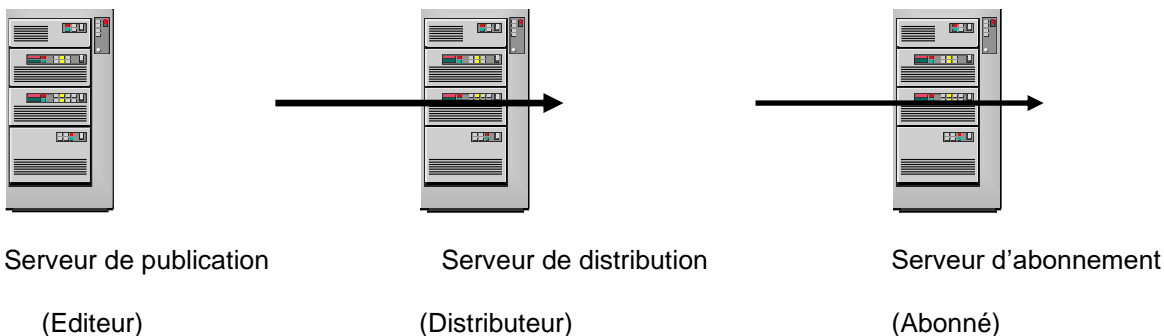 Serveur de publication Serveur de distribution Serveur d’abonnement
(Editeur) (Distributeur) (Abonné)